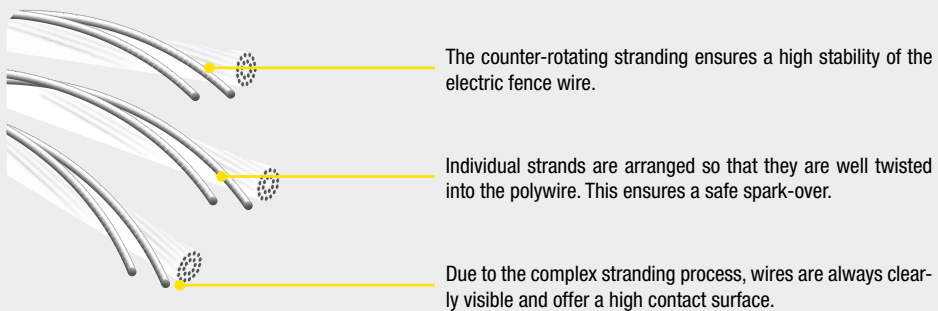 The counter-rotating stranding ensures a high stability of the
electric fence wire.
Individual strands are arranged so that they are well twisted
into the polywire. This ensures a safe spark-over.
Due to the complex stranding process, wires are always clear-
ly visible and offer a high contact surface.